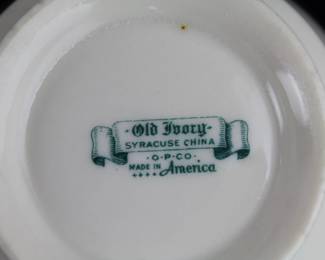 · Old Ivory ·
SYRACUSE CHINA
· O · P · CO ·
MADE IN America